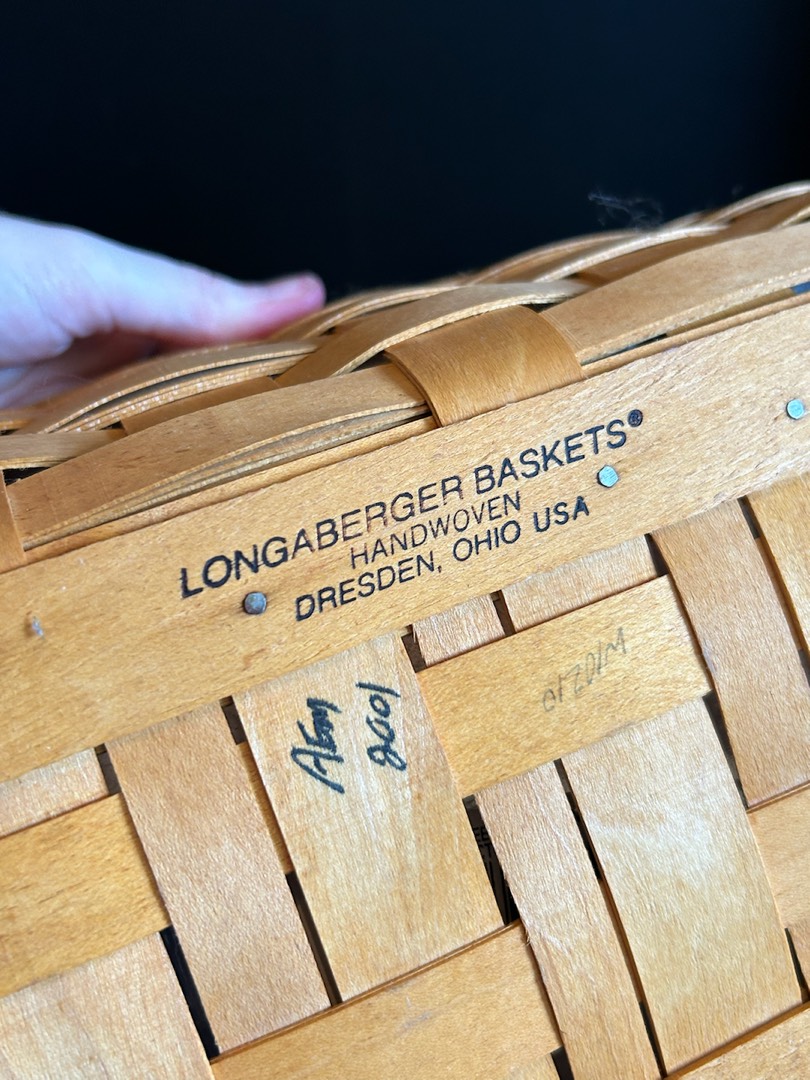 LONGABERGER BASKETS®
HANDWOVEN
DRESDEN, OHIO USA
2001